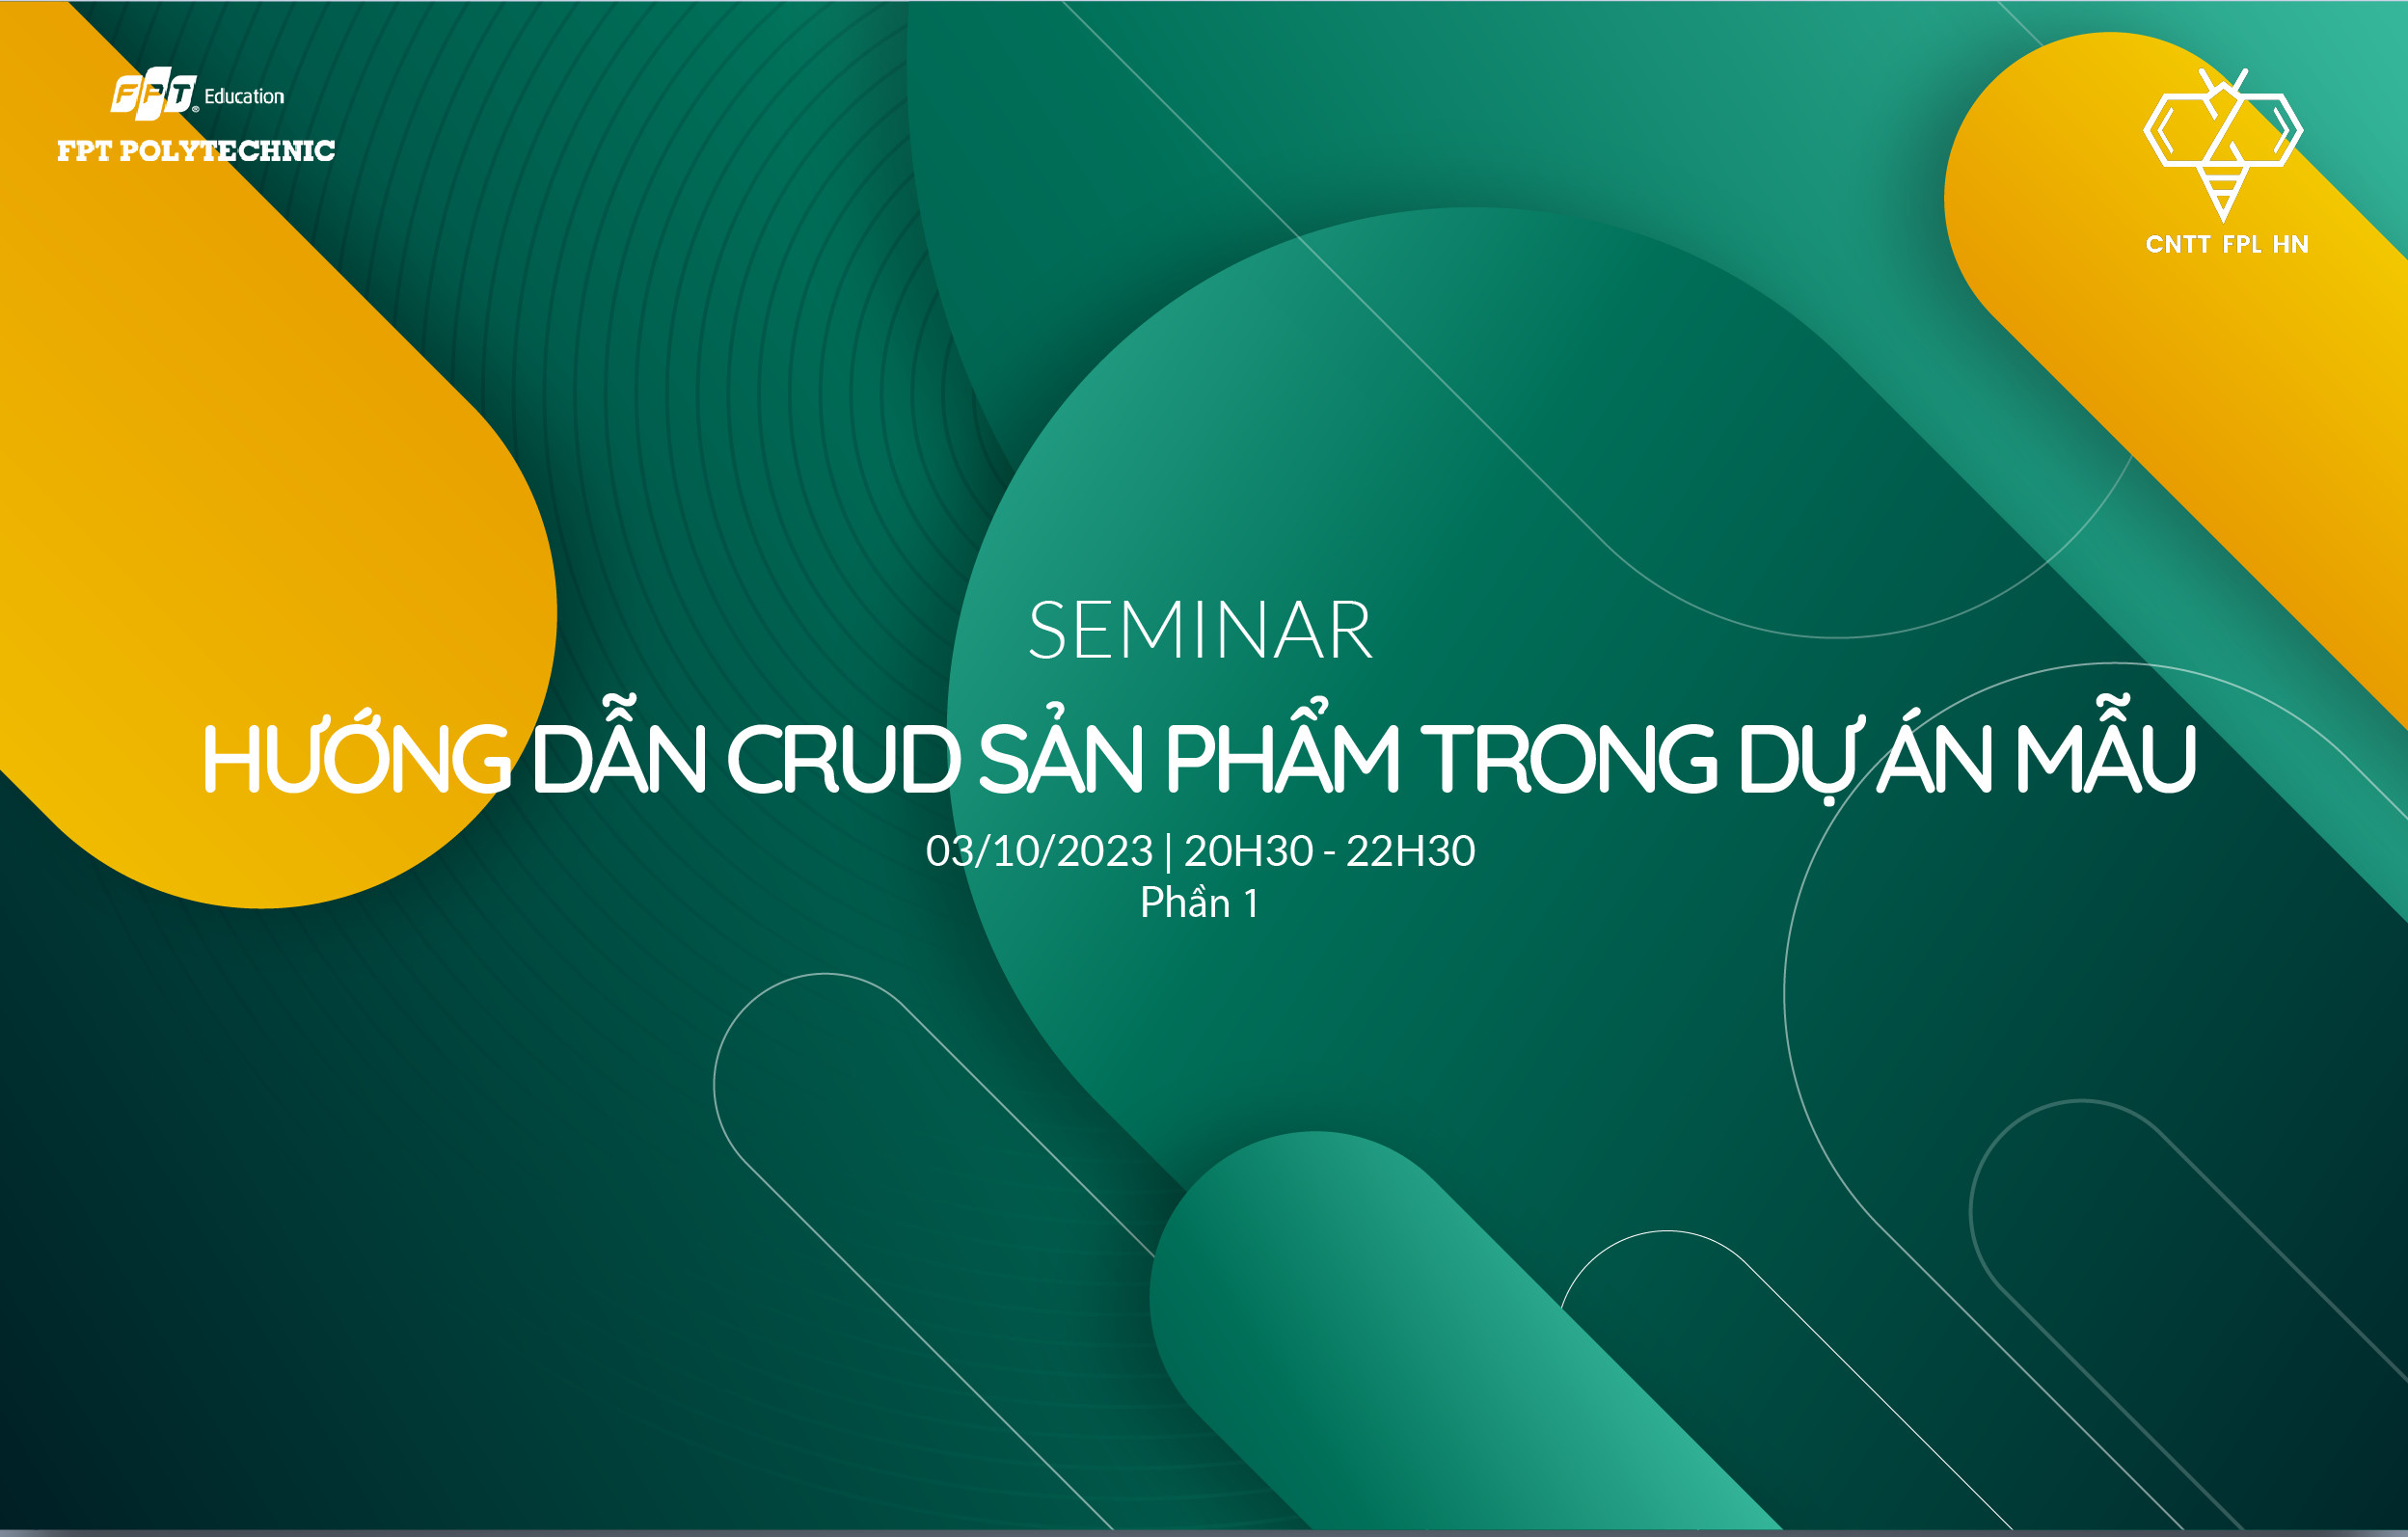 FPT Education
FPT POLYTECHNIC
CNTT FPL HN
SEMINAR
HƯỚNG DẪN CRUD SẢN PHẨM TRONG DỰ ÁN MẪU
03/10/2023 | 20H30 - 22H30
Phần 1